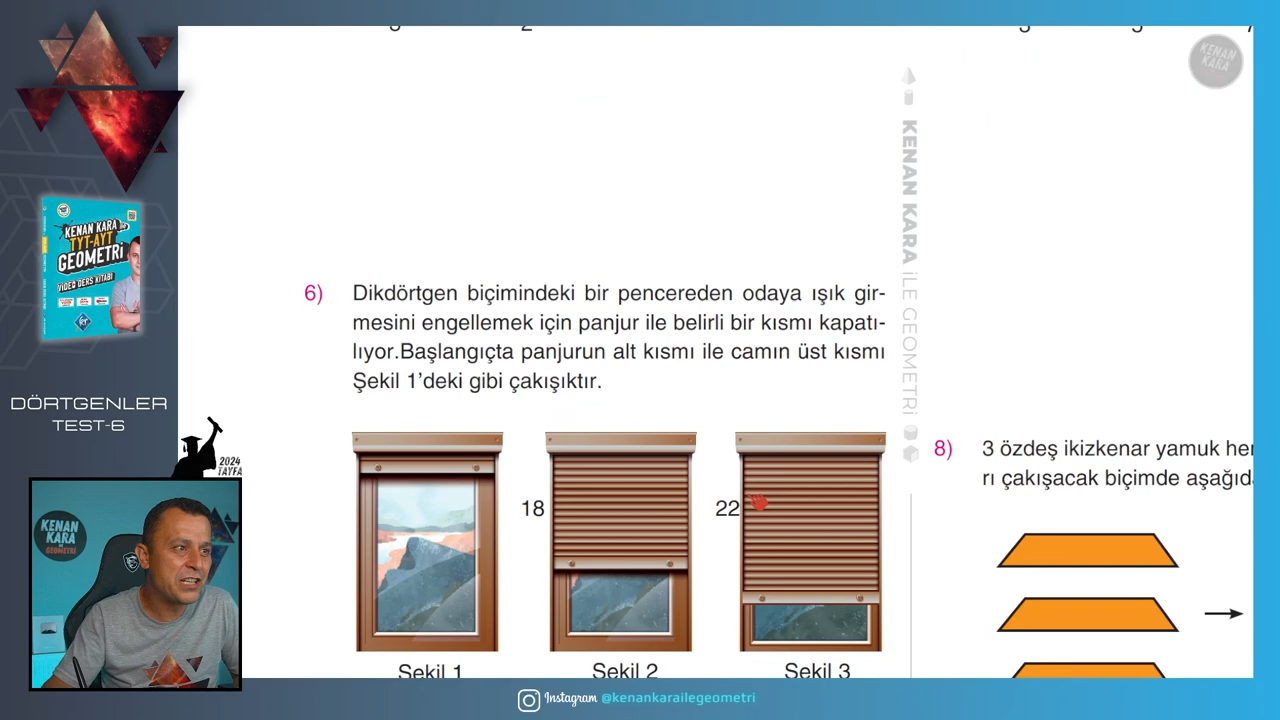 KENAN KARA
TYT-AYT
GEOMETRİ
VİDEO DERS KİTABI
DÖRTGENLER
TEST-6
2024
TAYFA
KENAN
KARA
GEOMETRİ
6) Dikdörtgen biçimindeki bir pencereden odaya ışık gir-
mesini engellemek için panjur ile belirli bir kısmı kapatı-
lıyor.Başlangıçta panjurun alt kısmı ile camın üst kısmı
Şekil 1'deki gibi çakışıktır.
18
22
Şekil 1 Şekil 2 Şekil 3
KENAN KARA İLE GEOMETRİ
KENAN
KARA
8) 3 özdeş ikizkenar yamuk her
rı çakışacak biçimde aşağıda
Instagram @kenankarailegeometri